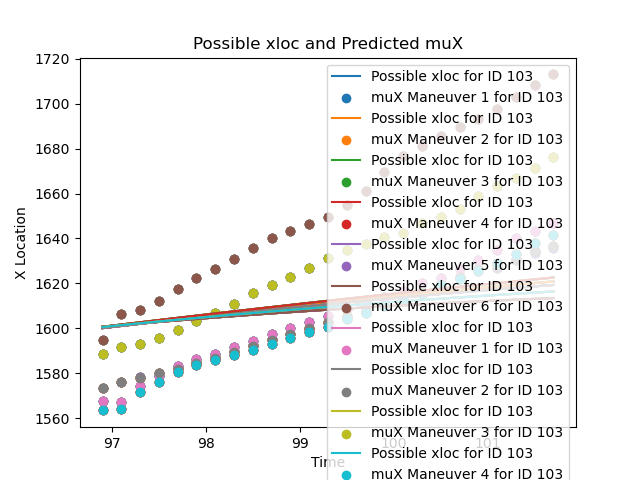 Possible xloc and Predicted muX
1720
1700
1680
1660
1640
1620
1600
1580
1560
X Location
97
98
99
100
101
Time
Possible xloc for ID 103
muX Maneuver 1 for ID 103
Possible xloc for ID 103
muX Maneuver 2 for ID 103
Possible xloc for ID 103
muX Maneuver 3 for ID 103
Possible xloc for ID 103
muX Maneuver 4 for ID 103
Possible xloc for ID 103
muX Maneuver 5 for ID 103
Possible xloc for ID 103
muX Maneuver 6 for ID 103
Possible xloc for ID 103
muX Maneuver 1 for ID 103
Possible xloc for ID 103
muX Maneuver 2 for ID 103
Possible xloc for ID 103
muX Maneuver 3 for ID 103
Possible xloc for ID 103
muX Maneuver 4 for ID 103